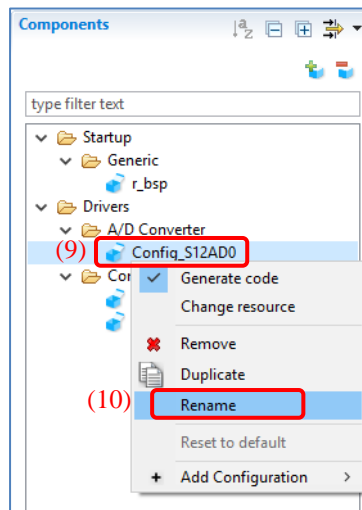 Components
type filter text
Startup
Generic
r_bsp
Drivers
A/D Converter
(9) Config_S12AD0
Cor
Generate code
Change resource
Remove
Duplicate
(10) Rename
Reset to default
Add Configuration